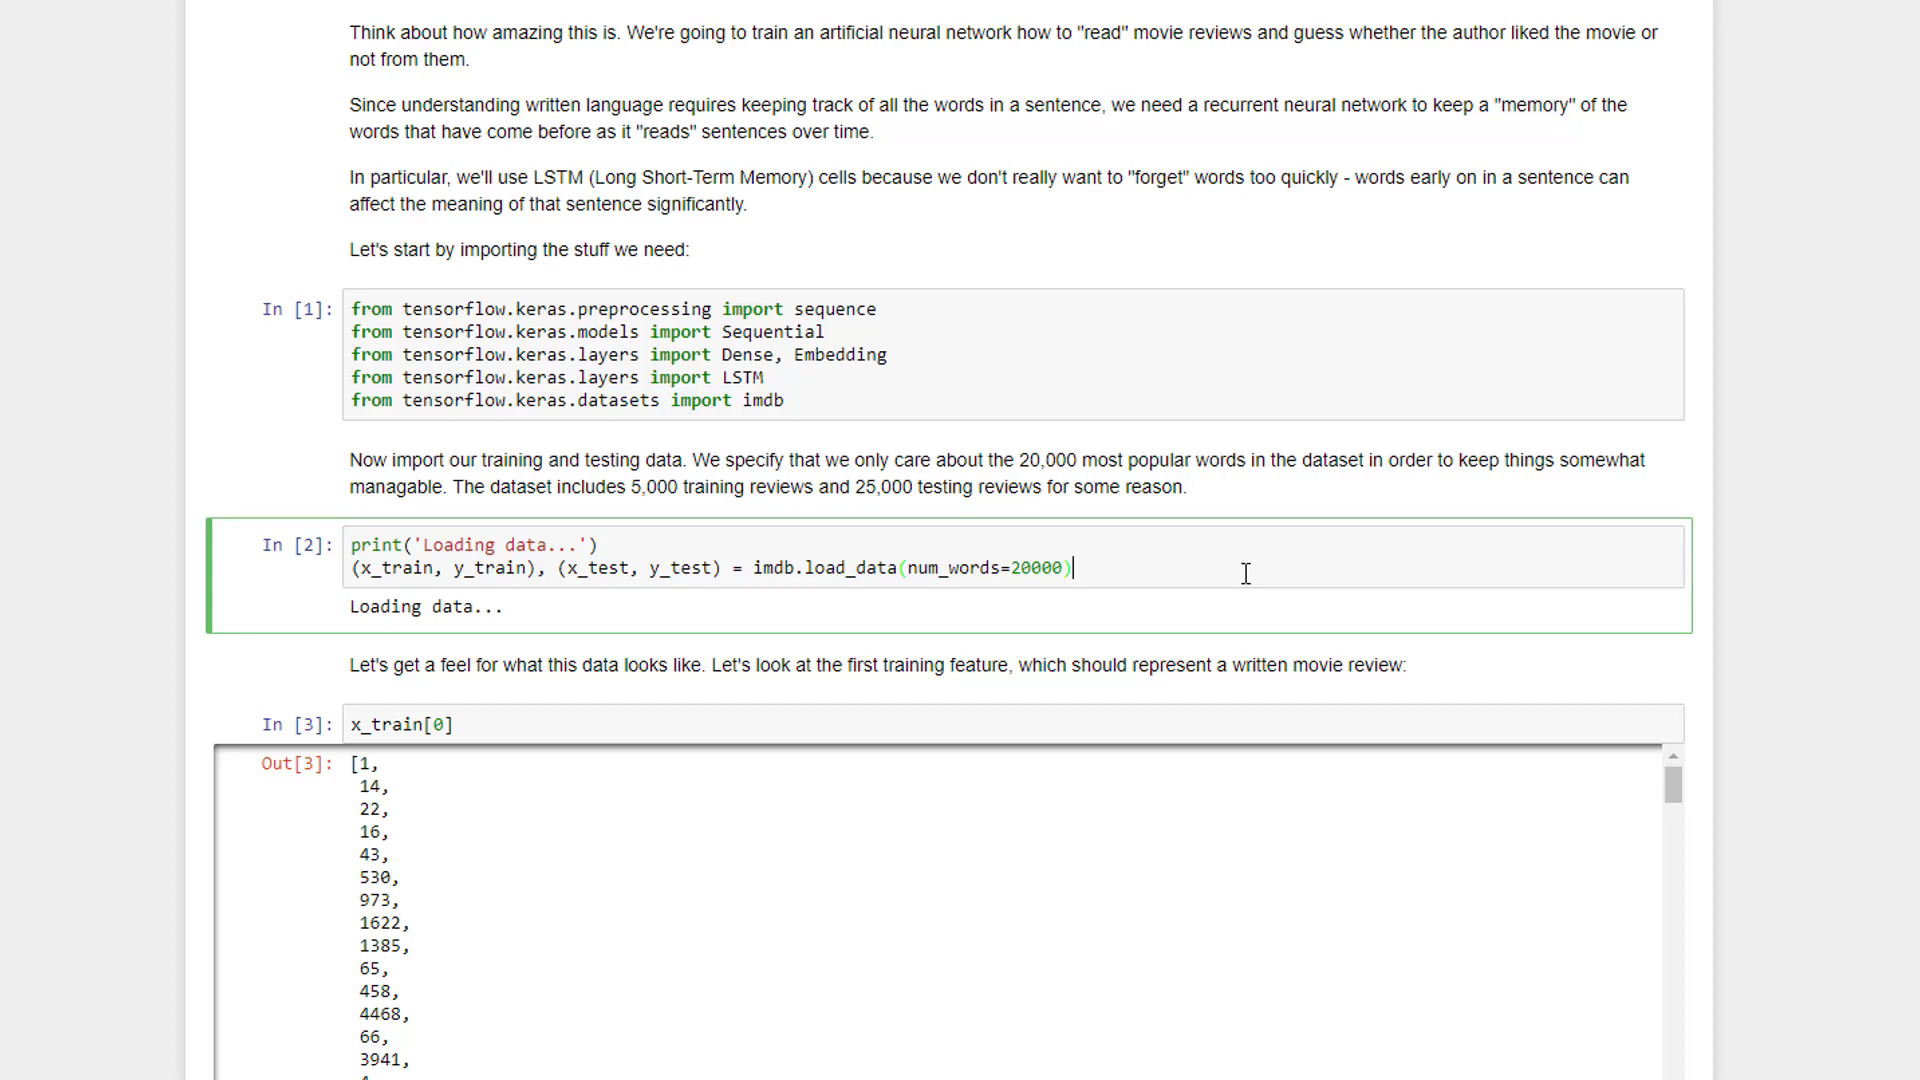 Think about how amazing this is. We're going to train an artificial neural network how to "read" movie reviews and guess whether the author liked the movie or
not from them.
Since understanding written language requires keeping track of all the words in a sentence, we need a recurrent neural network to keep a "memory" of the
words that have come before as it "reads" sentences over time.
In particular, we'll use LSTM (Long Short-Term Memory) cells because we don't really want to "forget" words too quickly - words early on in a sentence can
affect the meaning of that sentence significantly.
Let's start by importing the stuff we need:
In [1]: from tensorflow.keras.preprocessing import sequence
from tensorflow.keras.models import Sequential
from tensorflow.keras.layers import Dense, Embedding
from tensorflow.keras.layers import LSTM
from tensorflow.keras.datasets import imdb
Now import our training and testing data. We specify that we only care about the 20,000 most popular words in the dataset in order to keep things somewhat
managable. The dataset includes 5,000 training reviews and 25,000 testing reviews for some reason.
In [2]: print('Loading data...')
(x_train, y_train), (x_test, y_test) = imdb.load_data(num_words=20000)
Loading data...
Let's get a feel for what this data looks like. Let's look at the first training feature, which should represent a written movie review:
In [3]: x_train[0]
Out[3]: [1,
14,
22,
16,
43,
530,
973,
1622,
1385,
65,
458,
4468,
66,
3941,